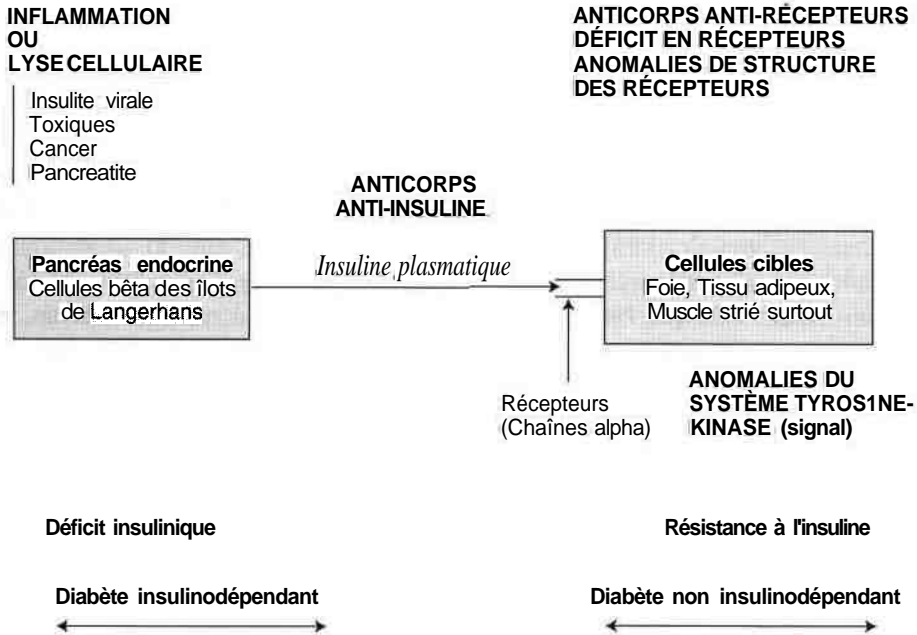 INFLAMMATION
OU
LYSE CELLULAIRE
Insulite virale
Toxiques
Cancer
Pancreatite
ANTICORPS ANTI-RÉCEPTEURS
DÉFICIT EN RÉCEPTEURS
ANOMALIES DE STRUCTURE
DES RÉCEPTEURS
ANTICORPS
ANTI-INSULINE
Pancréas endocrine
Cellules bêta des îlots
de Langerhans
Insuline plasmatique
Cellules cibles
Foie, Tissu adipeux,
Muscle strié surtout
Récepteurs
(Chaînes alpha)
ANOMALIES DU
SYSTÈME TYROS1NE-
KINASE (signal)
Déficit insulinique
Résistance à l'insuline
Diabète insulinodépendant
Diabète non insulinodépendant